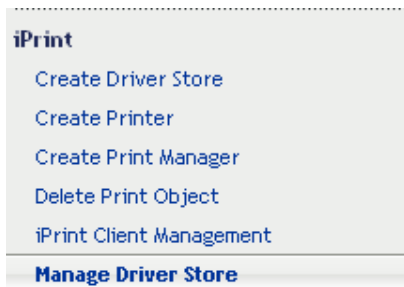 iPrint
Create Driver Store
Create Printer
Create Print Manager
Delete Print Object
iPrint Client Management
Manage Driver Store